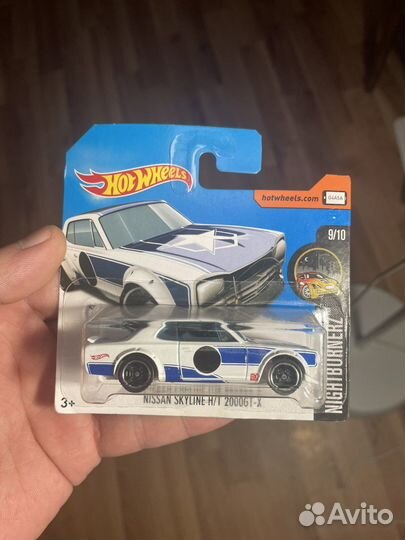 Hot Wheels
hotwheels.com
9/10
NIGHTBURNERZ
3+
NISSAN SKYLINE H/T 2000GT-X
Avito